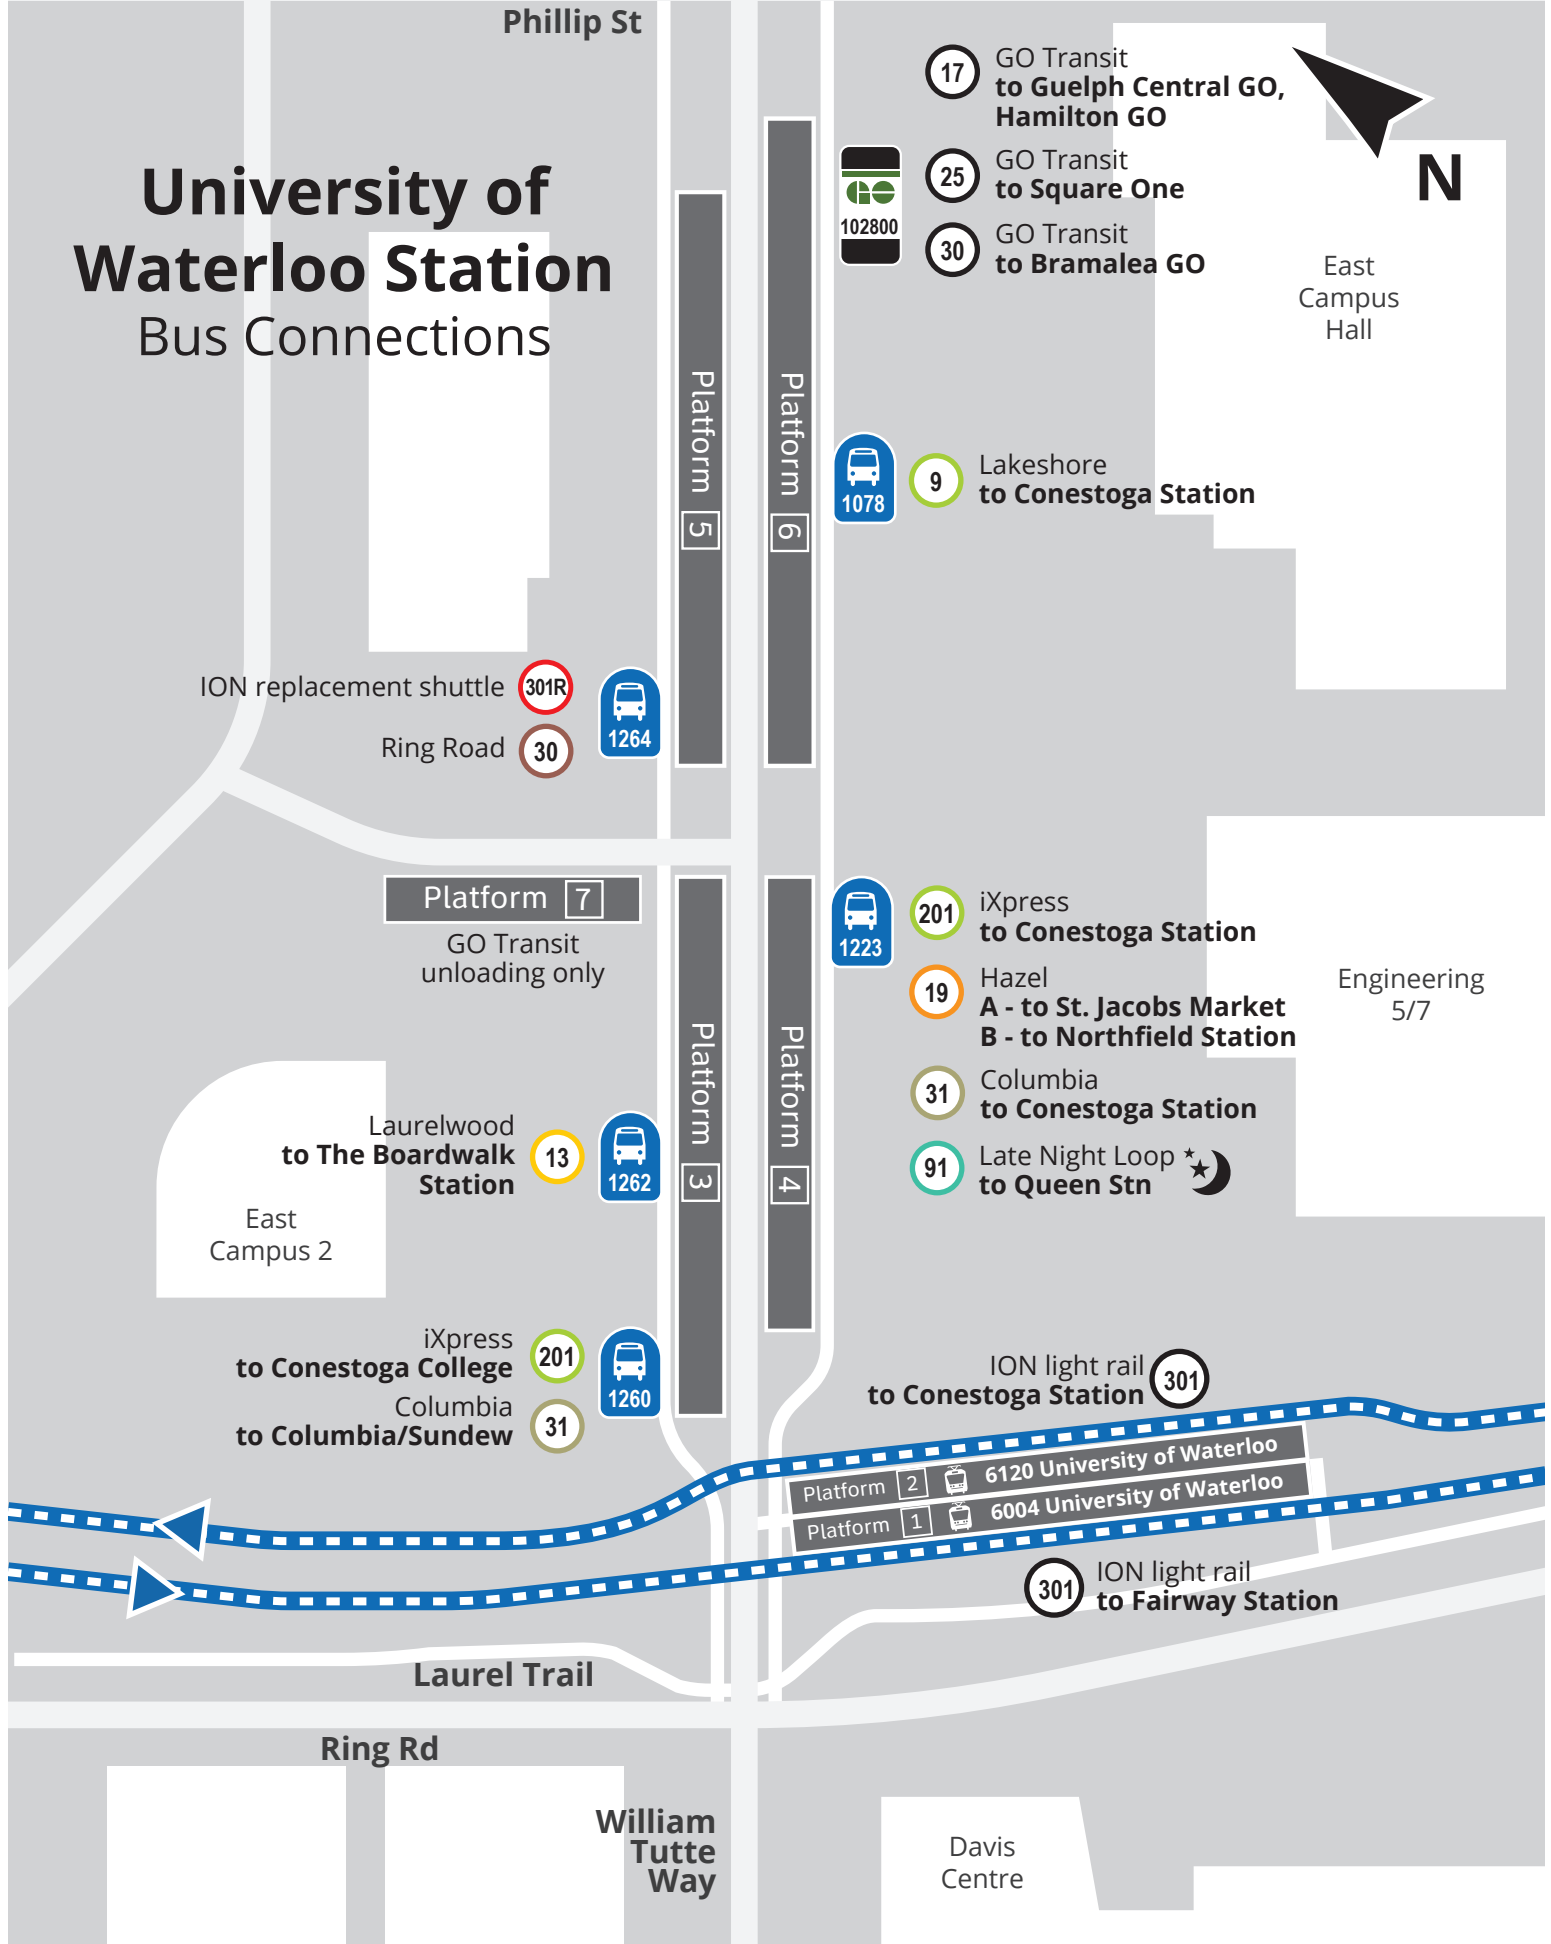 Phillip St
University of
Waterloo Station
Bus Connections
17
GO Transit
to Guelph Central GO,
Hamilton GO
25
GO Transit
to Square One
30
GO Transit
to Bramalea GO
GO
102800
N
East
Campus
Hall
Platform 5
Platform 6
1078
9
Lakeshore
to Conestoga Station
ION replacement shuttle
301R
Ring Road
30
1264
Platform 7
GO Transit
unloading only
1223
201
iXpress
to Conestoga Station
19
Hazel
A - to St. Jacobs Market
B - to Northfield Station
31
Columbia
to Conestoga Station
91
Late Night Loop
to Queen Stn
Engineering
5/7
Platform 3
Platform 4
Laurelwood
to The Boardwalk
Station
13
1262
East
Campus 2
iXpress
to Conestoga College
201
Columbia
to Columbia/Sundew
31
1260
ION light rail
to Conestoga Station
301
Platform 2 6120 University of Waterloo
Platform 1 6004 University of Waterloo
301
ION light rail
to Fairway Station
Laurel Trail
Ring Rd
William
Tutte
Way
Davis
Centre